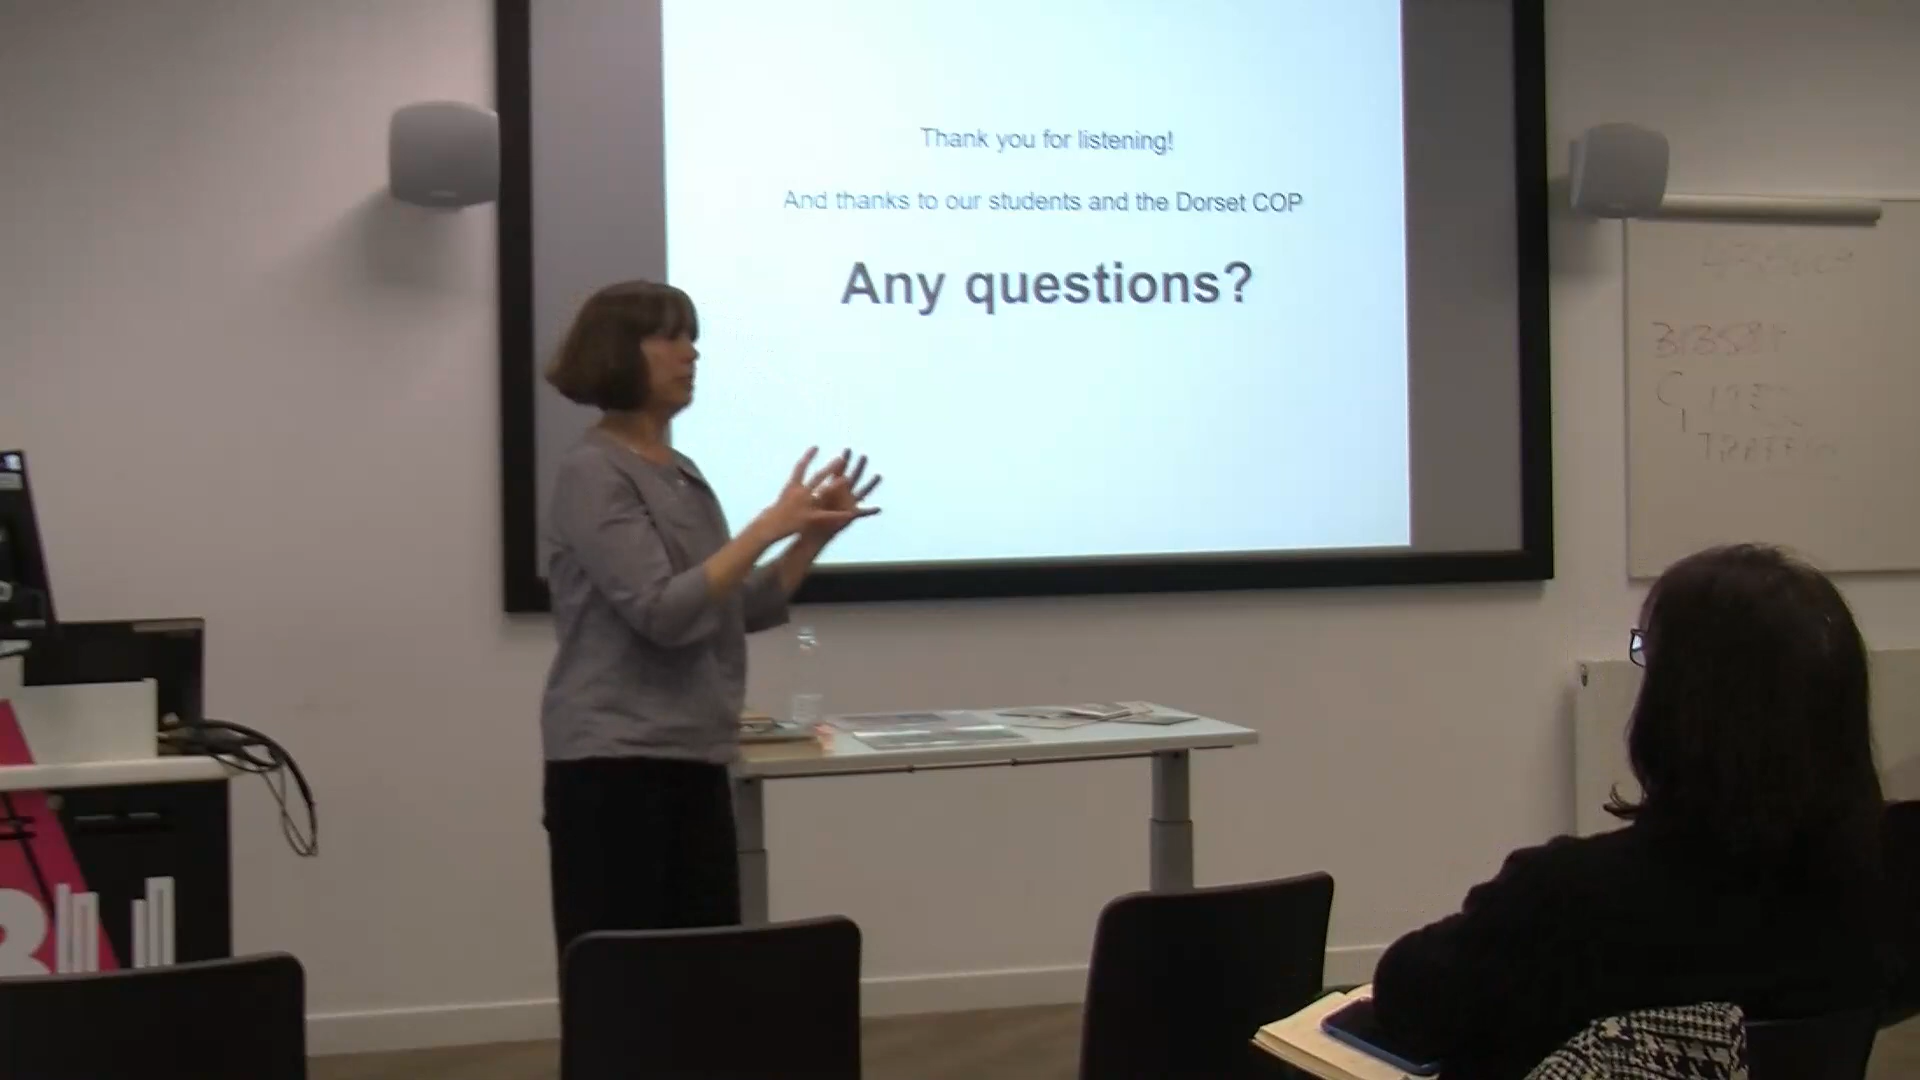 Thank you for listening!
And thanks to our students and the Dorset COP
Any questions?